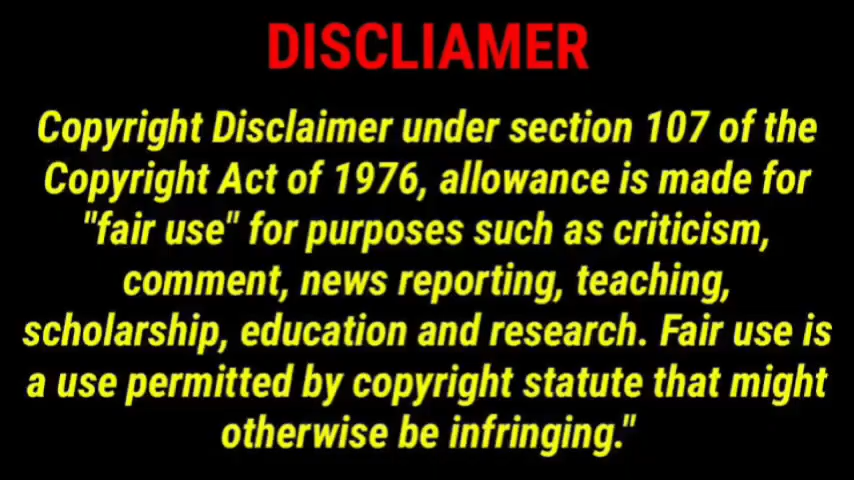 DISCLIAMER
Copyright Disclaimer under section 107 of the
Copyright Act of 1976, allowance is made for
"fair use" for purposes such as criticism,
comment, news reporting, teaching,
scholarship, education and research. Fair use is
a use permitted by copyright statute that might
otherwise be infringing."